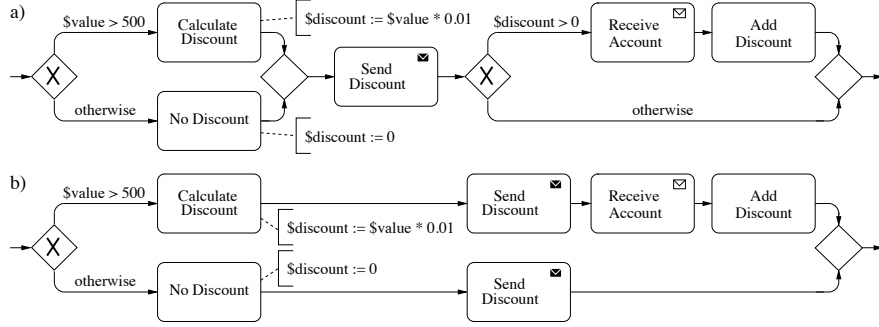 a)
$value > 500
Calculate
Discount
$discount := $value * 0.01
$discount > 0
Receive
Account
Add
Discount
X
Send
Discount
X
otherwise
No Discount
otherwise
$discount := 0
b)
$value > 500
Calculate
Discount
Send
Discount
Receive
Account
Add
Discount
$discount := $value * 0.01
X
otherwise
No Discount
$discount := 0
Send
Discount